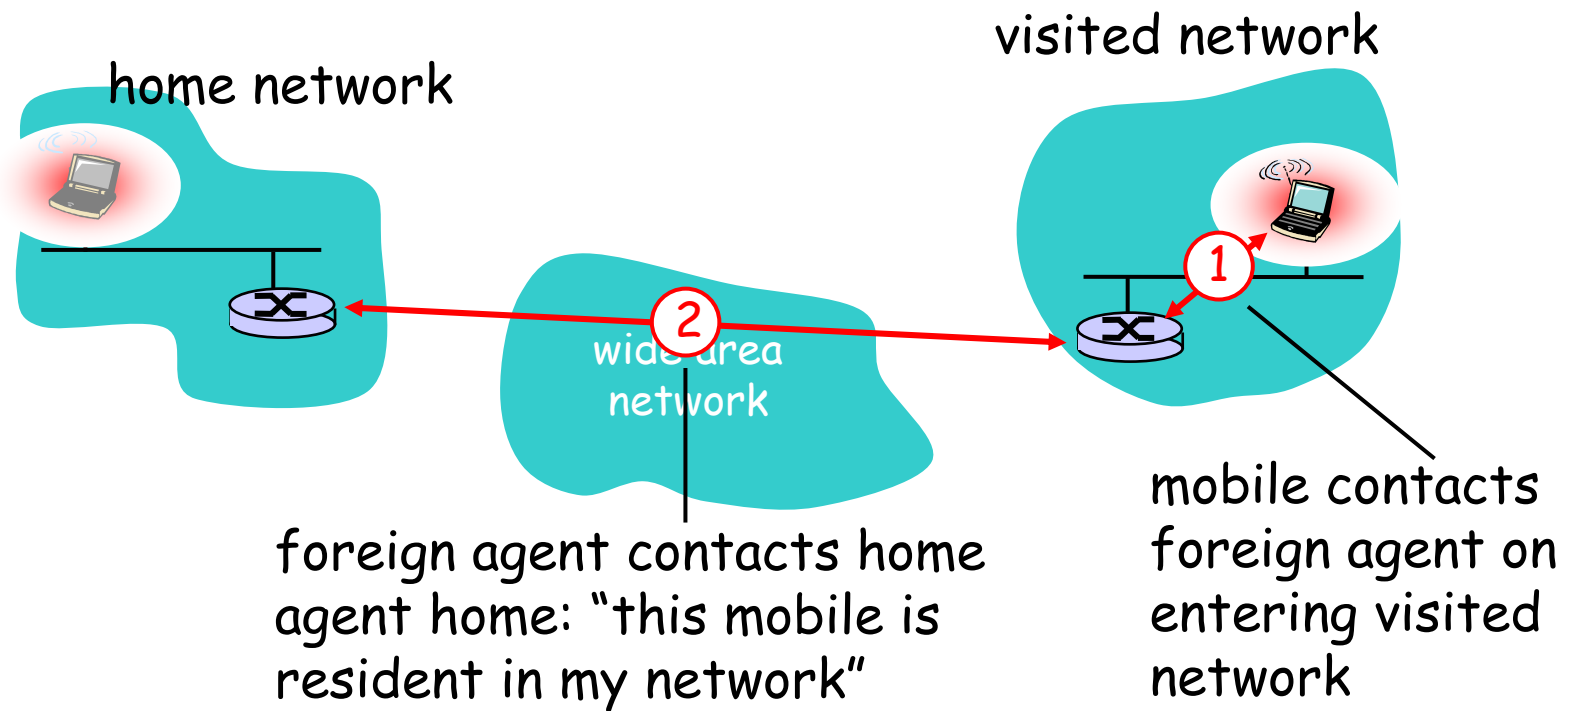 visited network
home network
1
2
wide area
network
foreign agent contacts home
agent home: “this mobile is
resident in my network”
mobile contacts
foreign agent on
entering visited
network